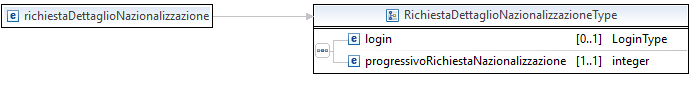 e richiestaDettaglioNazionalizzazione
RichiestaDettaglioNazionalizzazioneType
e login [0..1] LoginType
e progressivoRichiestaNazionalizzazione [1..1] integer